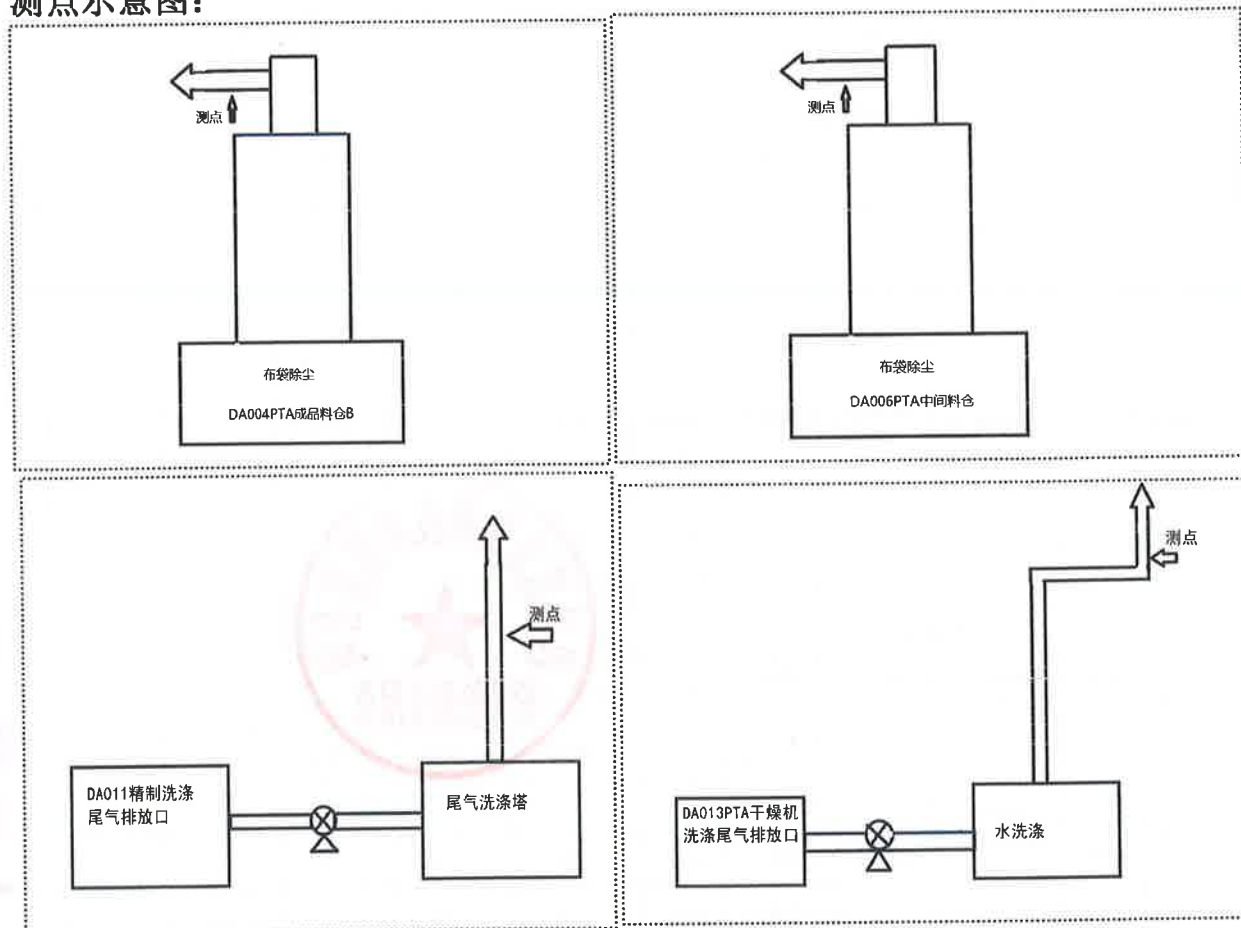 测点示意图：
测点
布袋除尘
DA004PTA成品料仓B
测点
布袋除尘
DA006PTA中间料仓
测点
DA011精制洗涤
尾气排放口
尾气洗涤塔
测点
DA013PTA干燥机
洗涤尾气排放口
水洗涤